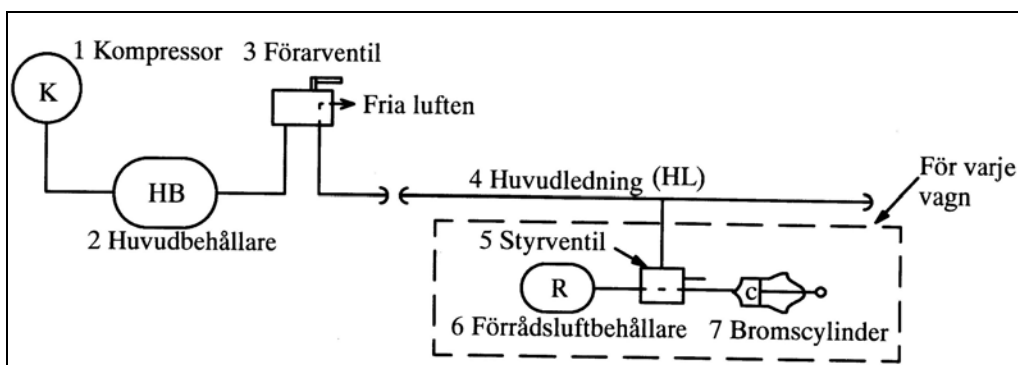 1 Kompressor
3 Förarventil
K
Fria luften
För varje
vagn
4 Huvudledning (HL)
HB
2 Huvudbehållare
5 Styrventil
R
c
6 Förrådsluftbehållare
7 Bromscylinder